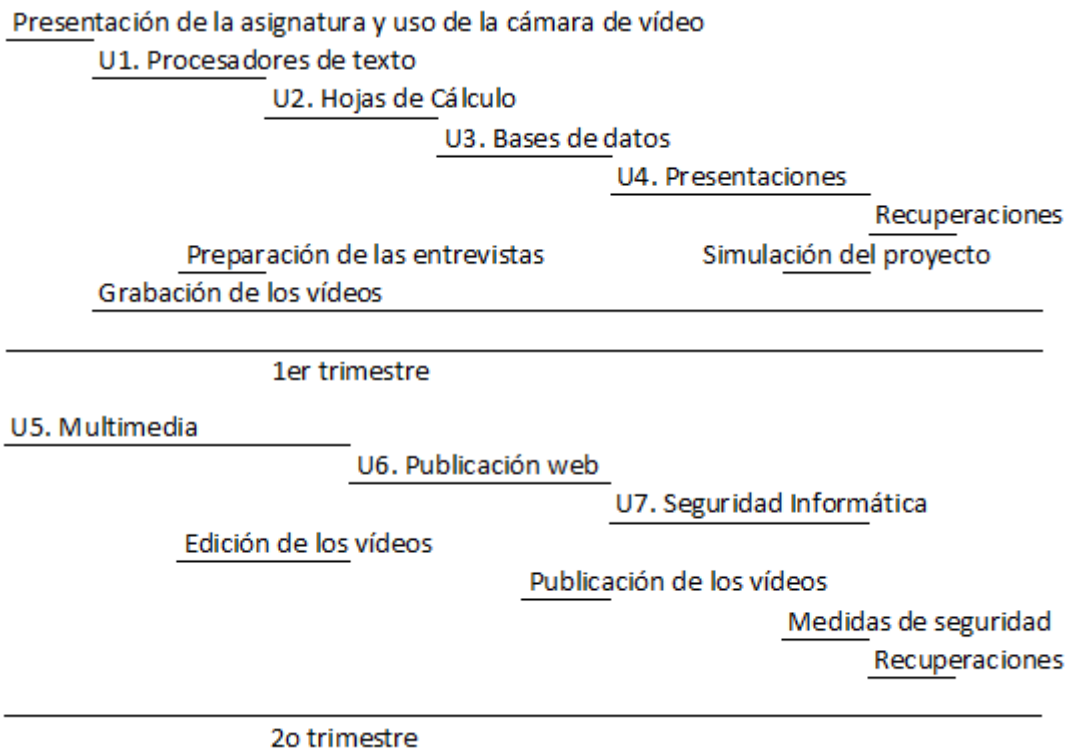 Presentación de la asignatura y uso de la cámara de vídeo
U1. Procesadores de texto
U2. Hojas de Cálculo
U3. Bases de datos
U4. Presentaciones
Recuperaciones
Preparación de las entrevistas Simulación del proyecto
Grabación de los vídeos
1er trimestre
U5. Multimedia
U6. Publicación web
U7. Seguridad Informática
Edición de los vídeos
Publicación de los vídeos
Medidas de seguridad
Recuperaciones
2o trimestre